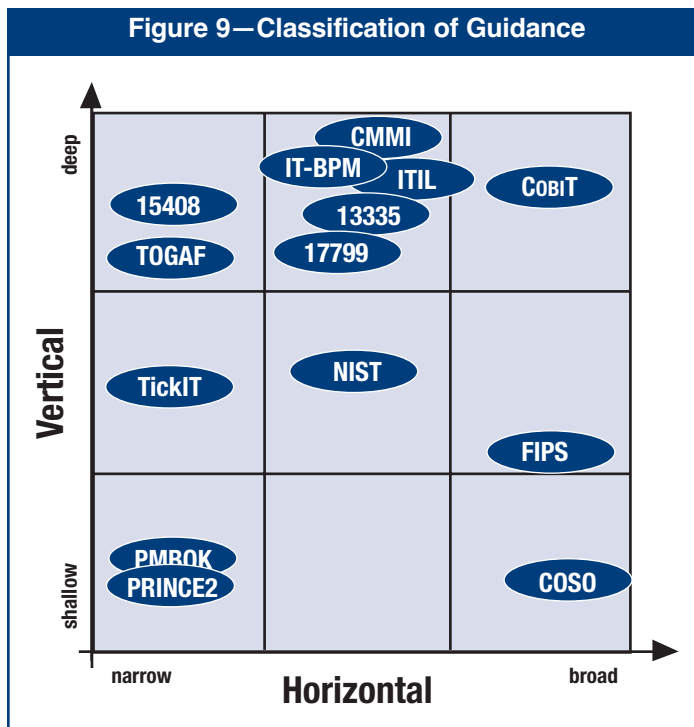 Figure 9—Classification of Guidance
deep
CMMI
IT-BPM
ITIL
COBIT
15408
13335
TOGAF
17799
Vertical
TickIT
NIST
FIPS
shallow
PMBOK
PRINCE2
COSO
narrow
Horizontal
broad